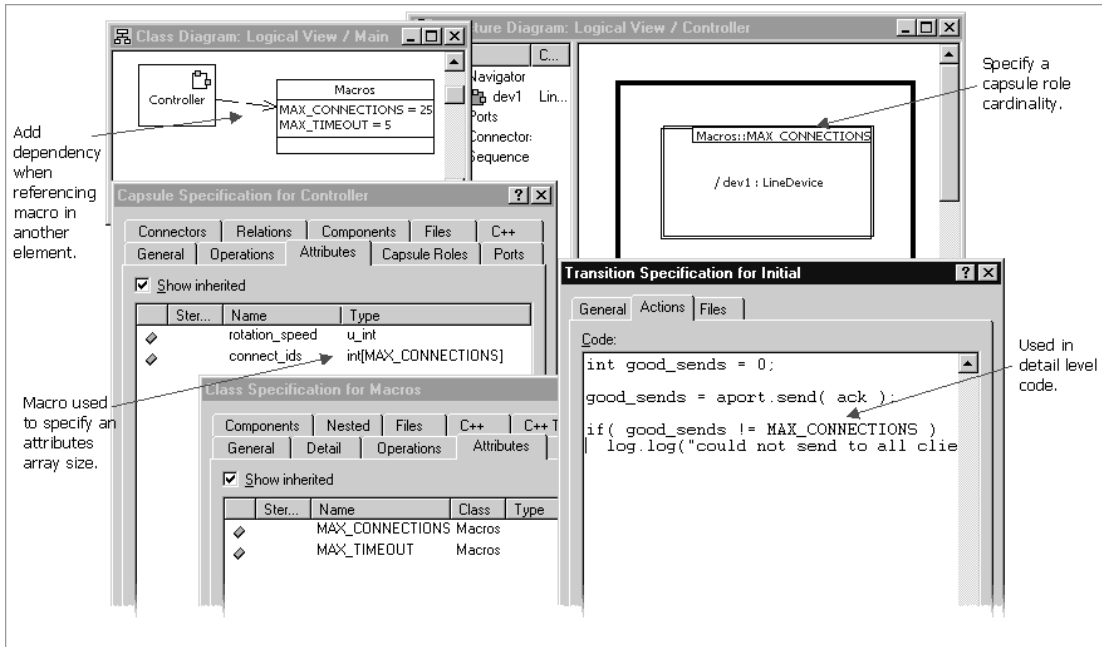 Class Diagram: Logical View / Main
ture Diagram: Logical View / Controller
Controller
Macros
MAX_CONNECTIONS = 25
MAX_TIMEOUT = 5
C...
Navigator
dev1 Lin...
Ports
Connector:
Sequence
Macros::MAX_CONNECTIONS
/ dev1 : LineDevice
Specify a
capsule role
cardinality.
Add
dependency
when
referencing
macro in
another
element.
Capsule Specification for Controller
Connectors Relations Components Files C++
General Operations Attributes Capsule Roles Ports
Show inherited
Ster... Name Type
rotation_speed u_int
connect_ids int[MAX_CONNECTIONS]
Macro used
to specify an
attributes
array size.
Class Specification for Macros
Components Nested Files C++ C++ T
General Detail Operations Attributes
Show inherited
Ster... Name Class Type
MAX_CONNECTIONS Macros
MAX_TIMEOUT Macros
Transition Specification for Initial
General Actions Files
Code:
int good_sends = 0;
good_sends = aport.send( ack );
if( good_sends != MAX_CONNECTIONS )
log.log("could not send to all clie
Used in
detail level
code.